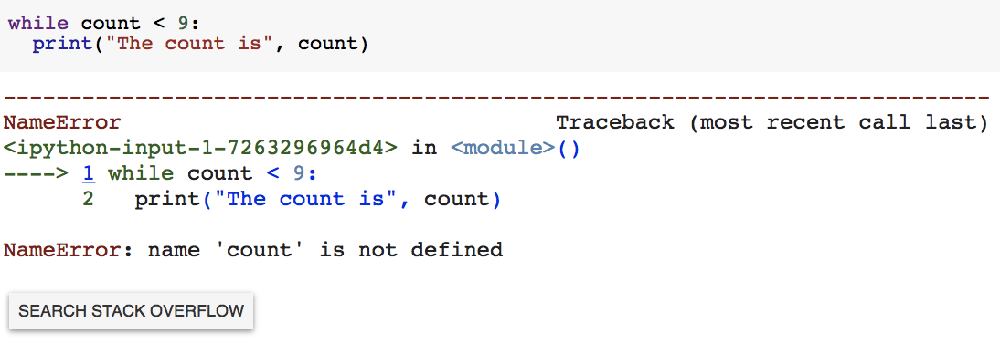 while count < 9:
  print("The count is", count)
---------------------------------------------------------------------------
NameError                                 Traceback (most recent call last)
<ipython-input-1-7263296964d4> in <module>()
----> 1 while count < 9:
      2   print("The count is", count)
NameError: name 'count' is not defined
SEARCH STACK OVERFLOW